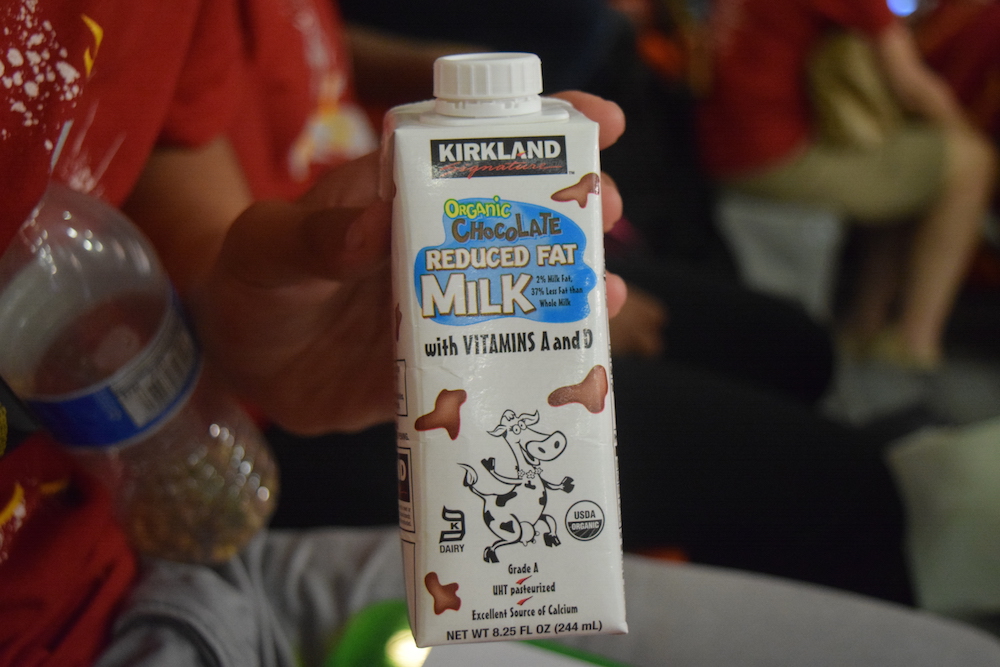 KIRKLAND
Signature
TM
ORGANIC
CHOCOLATE
REDUCED FAT
MILK
2% Milk Fat,
37% Less Fat than
Whole Milk
with VITAMINS A and D
K
DAIRY
USDA
ORGANIC
Grade A
UHT pasteurized
Excellent Source of Calcium
NET WT 8.25 FL OZ (244 mL)